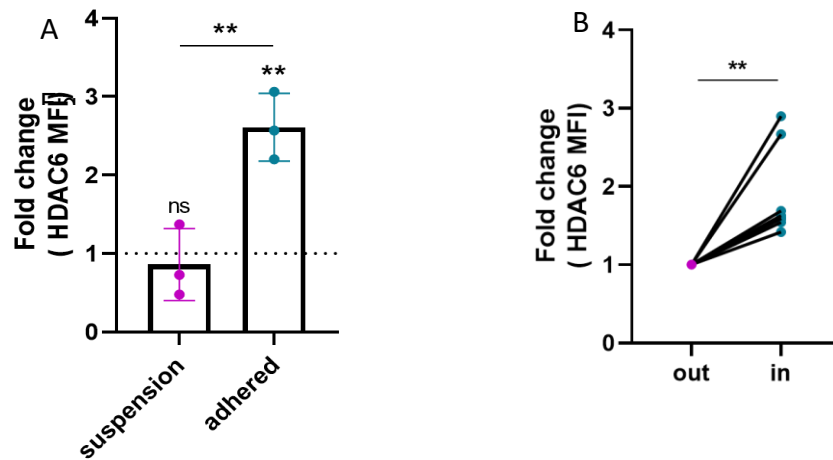 A
Fold change
( HDAC6 MFI)
4
3
2
1
0
**
**
ns
suspension
adhered
B
Fold change
( HDAC6 MFI)
4
3
2
1
0
**
out
in